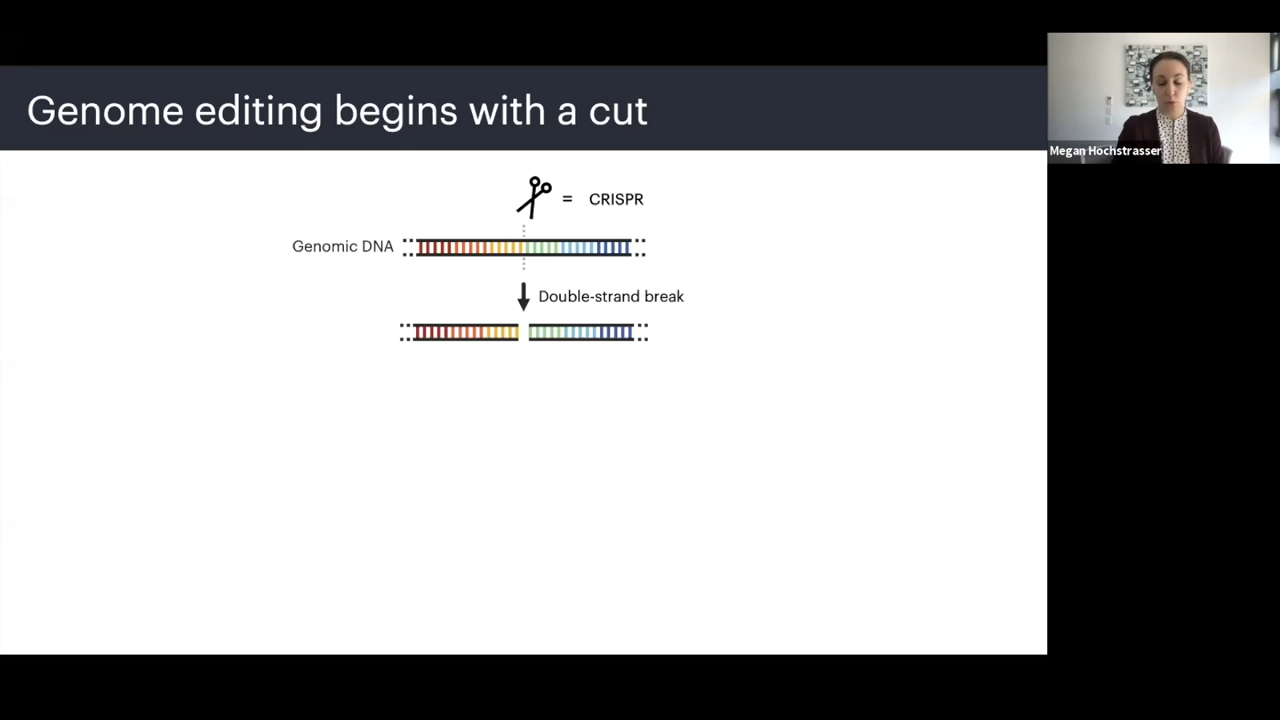 Genome editing begins with a cut
= CRISPR
Genomic DNA
Double-strand break
Megan Hochstrasser